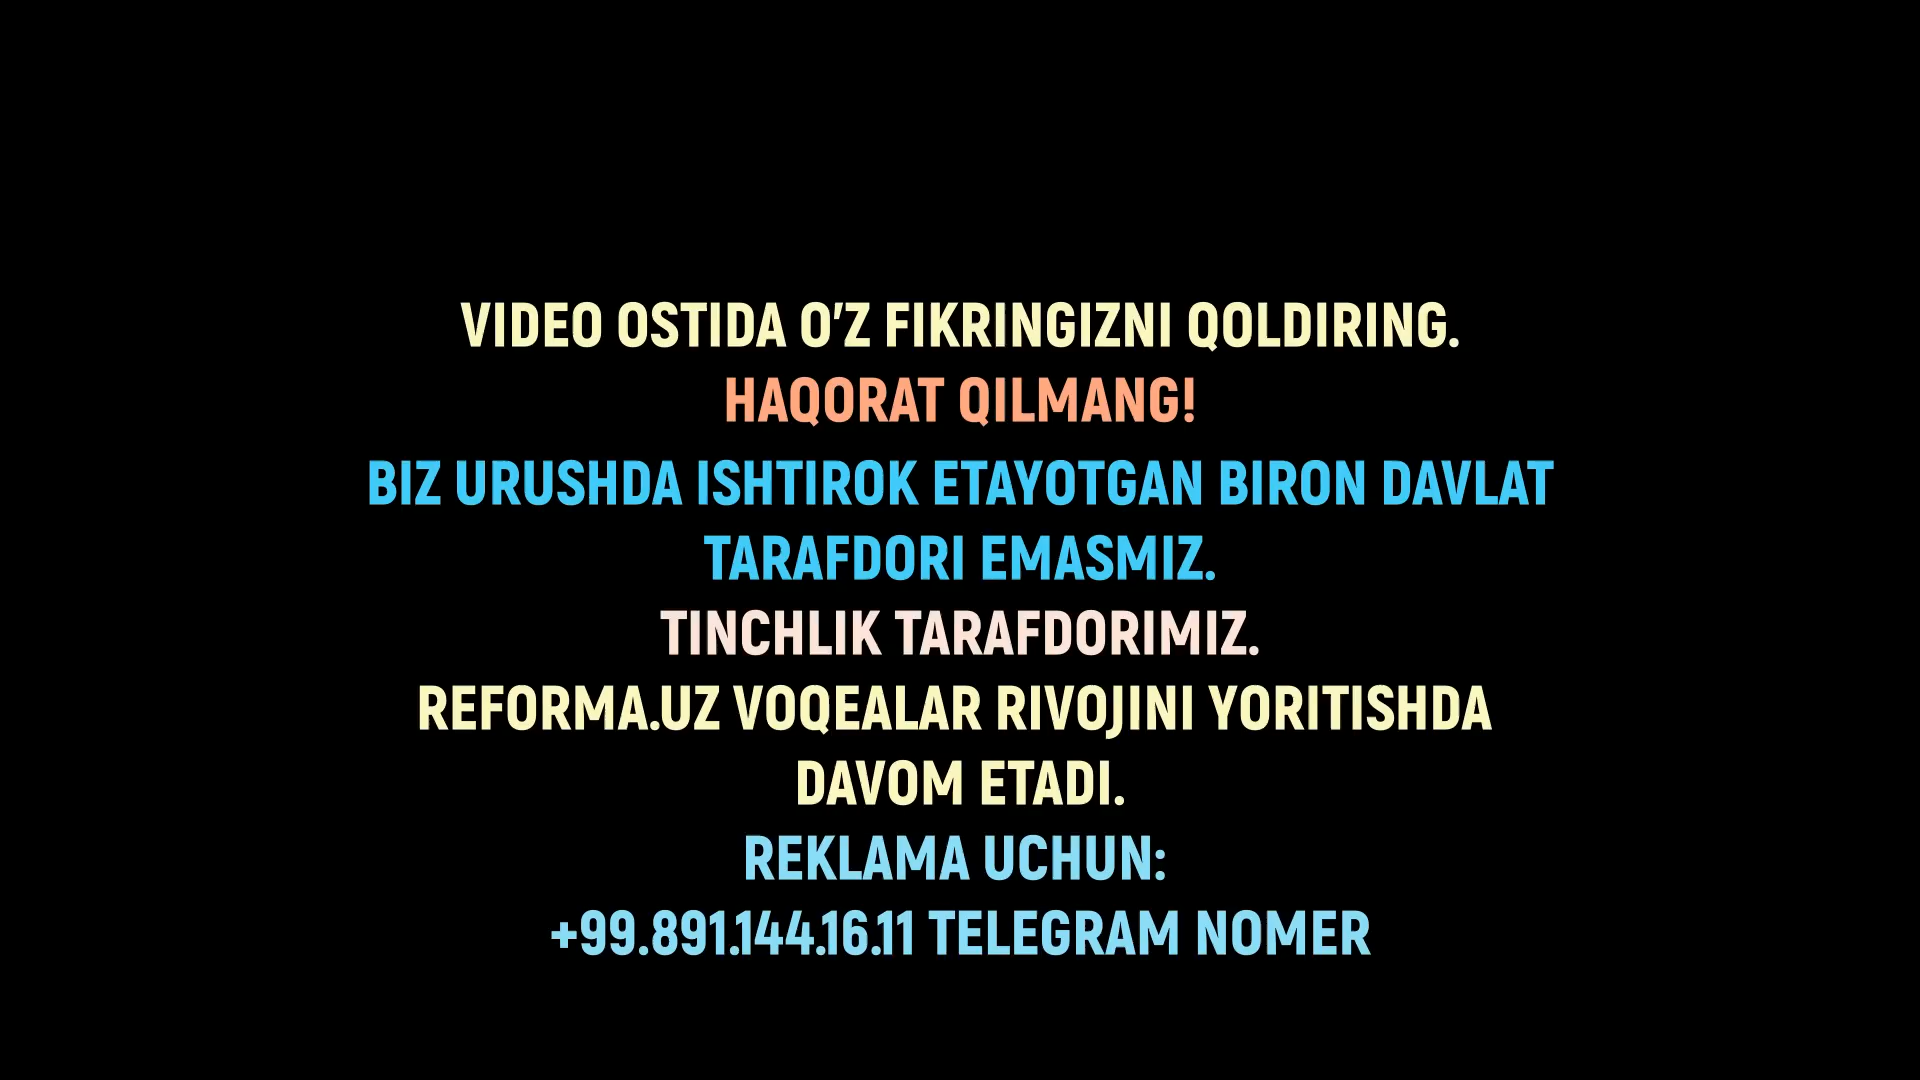 VIDEO OSTIDA O'Z FIKRINGIZNI QOLDIRING.
HAQORAT QILMANG!
BIZ URUSHDA ISHTIROK ETAYOTGAN BIRON DAVLAT
TARAFDORI EMASMIZ.
TINCHLIK TARAFDORIMIZ.
REFORMA.UZ VOQEALAR RIVOJINI YORITISHDA
DAVOM ETADI.
REKLAMA UCHUN:
+99.891.144.16.11 TELEGRAM NOMER